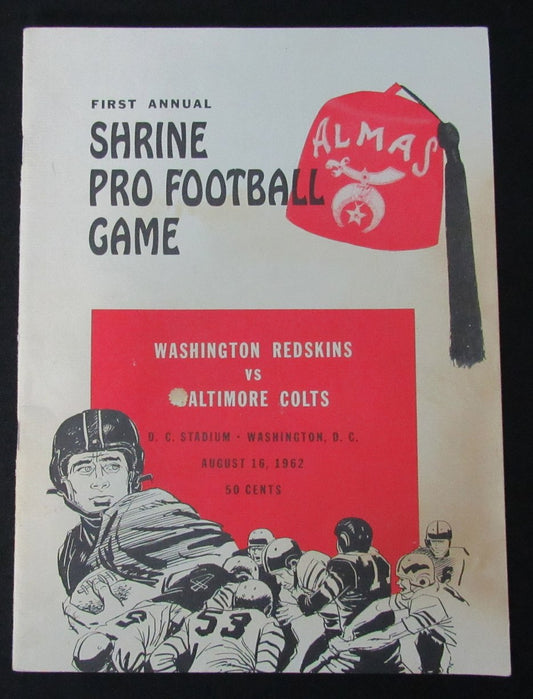 FIRST ANNUAL
SHRINE
PRO FOOTBALL
GAME
ALMAS
WASHINGTON REDSKINS
VS
BALTIMORE COLTS
D. C. STADIUM • WASHINGTON, D. C.
AUGUST 16, 1962
50 CENTS
53